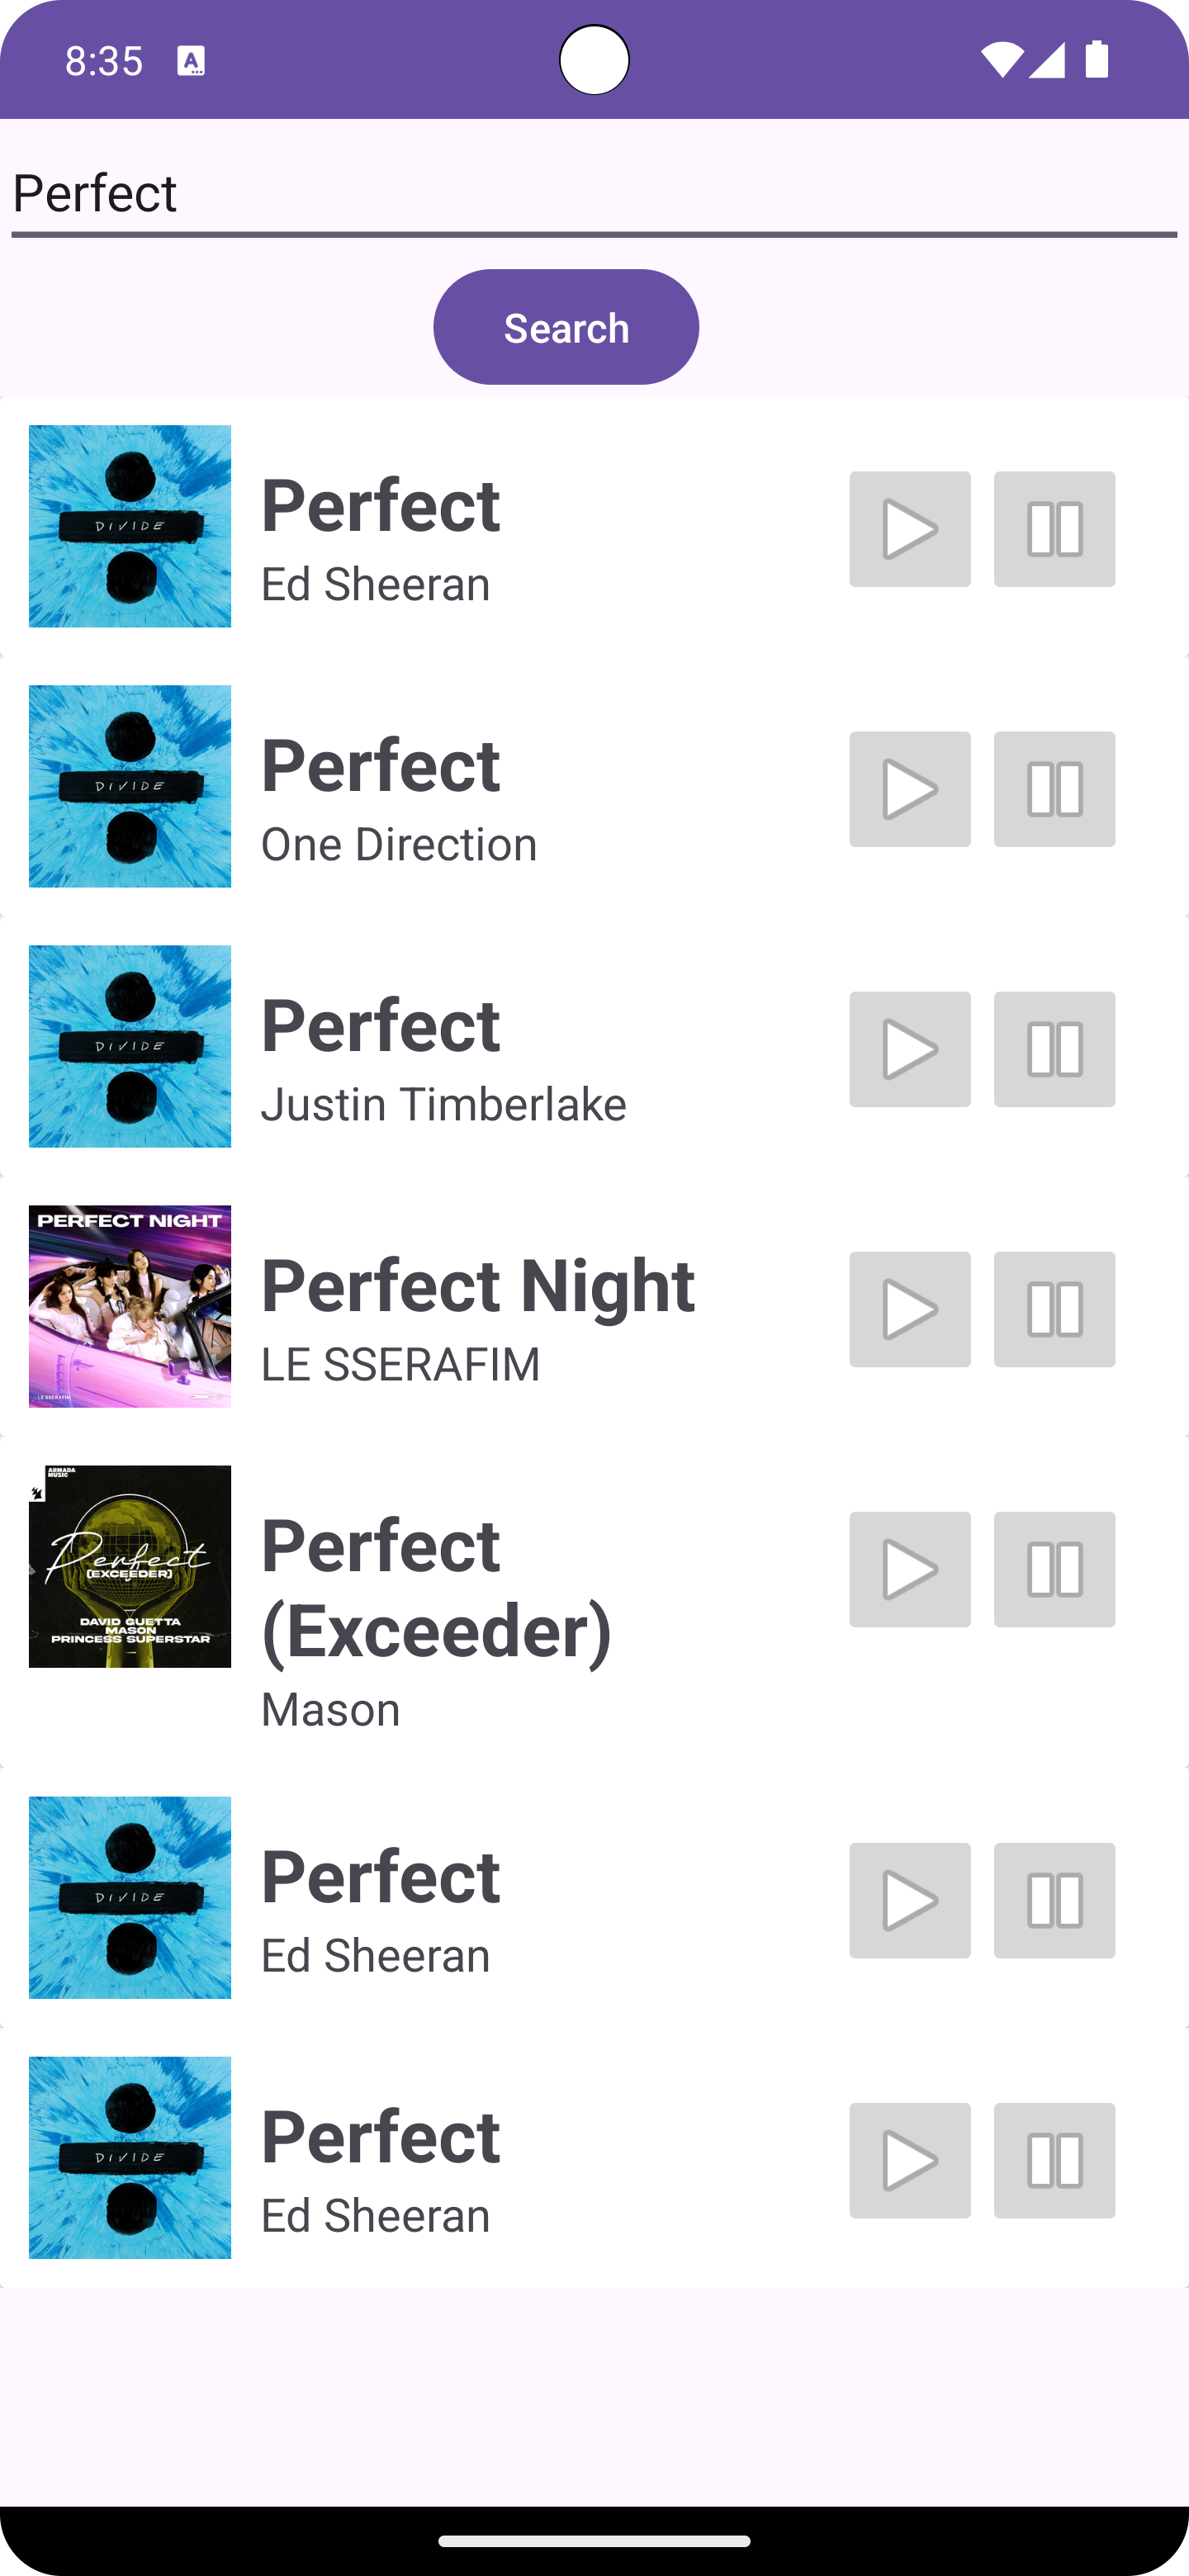 8:35
A
Perfect
Search
DIVIDE
Perfect
Ed Sheeran
DIVIDE
Perfect
One Direction
DIVIDE
Perfect
Justin Timberlake
PERFECT NIGHT
LE SSERAFIM
Perfect Night
LE SSERAFIM
ARMADA
MUSIC
Perfect
(EXCEEDER)
DAVID GUETTA
MASON
PRINCESS SUPERSTAR
Perfect
(Exceeder)
Mason
DIVIDE
Perfect
Ed Sheeran
DIVIDE
Perfect
Ed Sheeran